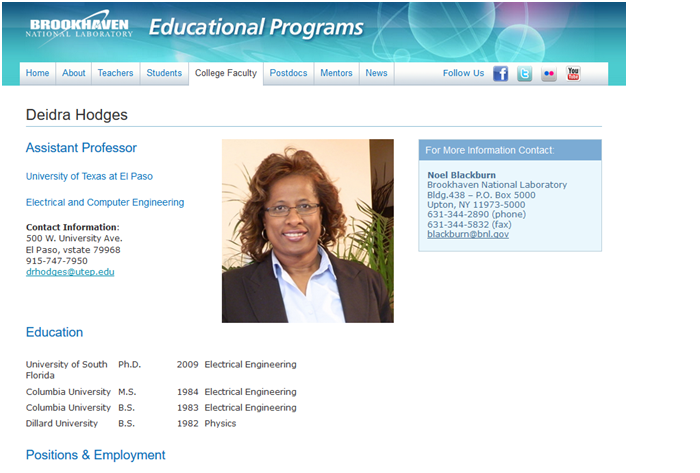 BROOKHAVEN
NATIONAL LABORATORY
Educational Programs
Home About Teachers Students College Faculty Postdocs Mentors News Follow Us f t You Tube
Deidra Hodges
Assistant Professor
University of Texas at El Paso
Electrical and Computer Engineering
Contact Information:
500 W. University Ave.
El Paso, vstate 79968
915-747-7950
drhodges@utep.edu
For More Information Contact:
Noel Blackburn
Brookhaven National Laboratory
Bldg.438 – P.O. Box 5000
Upton, NY 11973-5000
631-344-2890 (phone)
631-344-5832 (fax)
blackburn@bnl.gov
Education
University of South Florida Ph.D. 2009 Electrical Engineering
Columbia University M.S. 1984 Electrical Engineering
Columbia University B.S. 1983 Electrical Engineering
Dillard University B.S. 1982 Physics
Positions & Employment